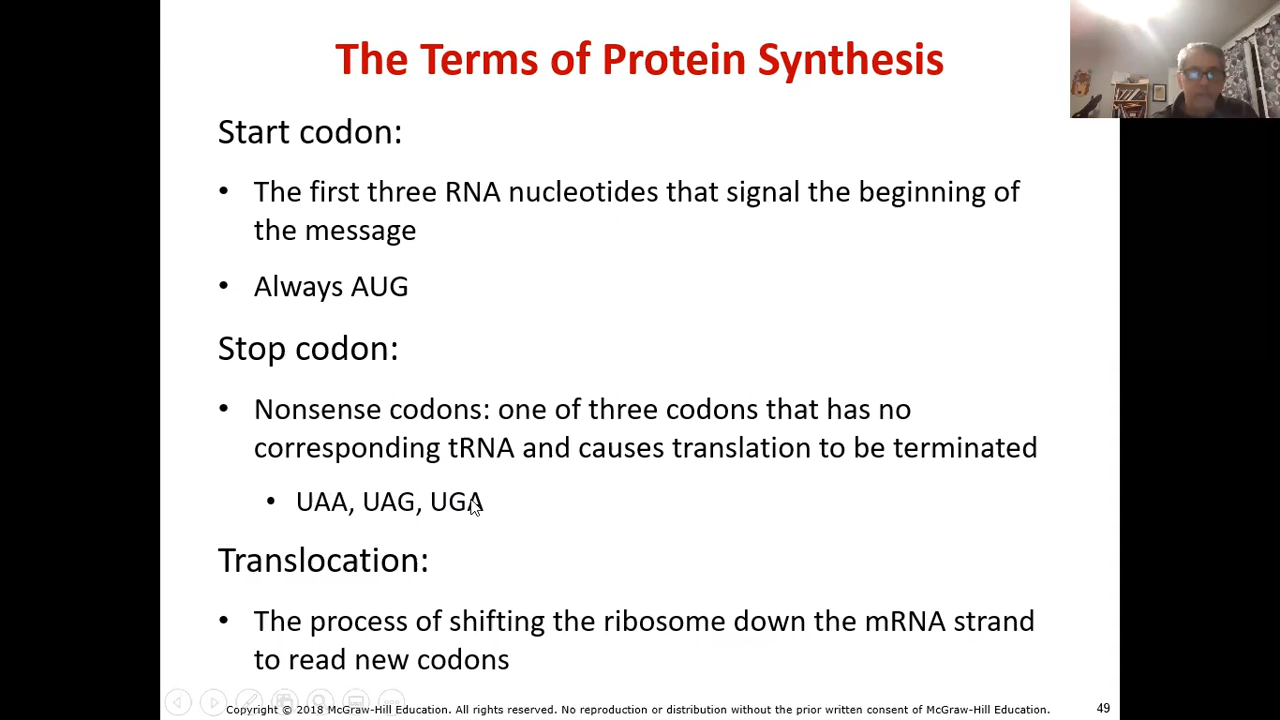 The Terms of Protein Synthesis
Start codon:
• The first three RNA nucleotides that signal the beginning of
the message
• Always AUG
Stop codon:
• Nonsense codons: one of three codons that has no
corresponding tRNA and causes translation to be terminated
• UAA, UAG, UGA
Translocation:
• The process of shifting the ribosome down the mRNA strand
to read new codons
Copyright © 2018 McGraw-Hill Education. All rights reserved. No reproduction or distribution without the prior written consent of McGraw-Hill Education.
49